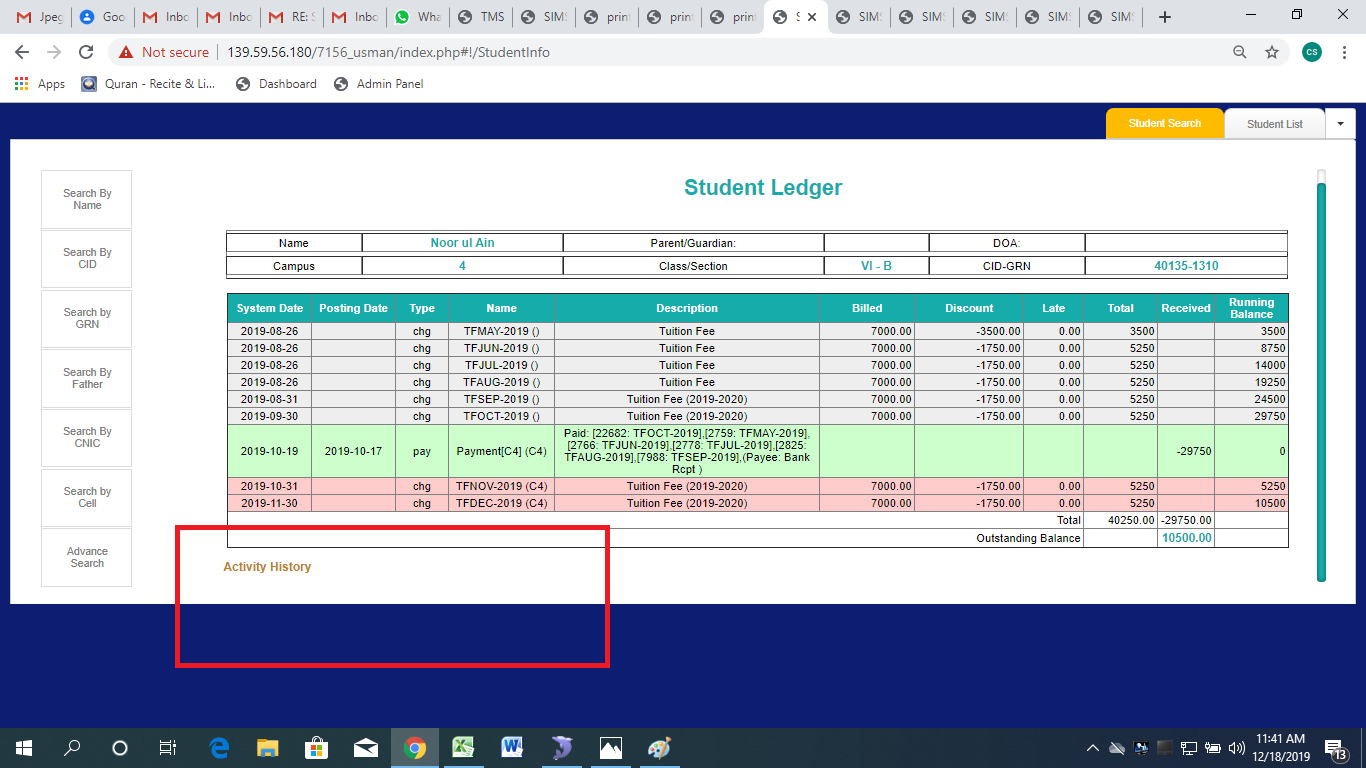 Jpeg
Goo
Inbo
Inbo
RE: S
Inbo
Wha
TMS
SIMS
print
print
print
S
SIMS
SIMS
SIMS
SIMS
SIMS
Not secure
139.59.56.180/7156_usman/index.php#!/StudentInfo
CS
Apps
Quran - Recite & Li...
Dashboard
Admin Panel
Student Search
Student List
Search By
Name
Search By
CID
Search by
GRN
Search By
Father
Search By
CNIC
Search by
Cell
Advance
Search
Student Ledger
Name Noor ul Ain Parent/Guardian: DOA:
Campus 4 Class/Section VI - B CID-GRN 40135-1310
System Date Posting Date Type Name Description Billed Discount Late Total Received Running Balance
2019-08-26 chg TFMAY-2019 () Tuition Fee 7000.00 -3500.00 0.00 3500 3500
2019-08-26 chg TFJUN-2019 () Tuition Fee 7000.00 -1750.00 0.00 5250 8750
2019-08-26 chg TFJUL-2019 () Tuition Fee 7000.00 -1750.00 0.00 5250 14000
2019-08-26 chg TFAUG-2019 () Tuition Fee 7000.00 -1750.00 0.00 5250 19250
2019-08-31 chg TFSEP-2019 () Tuition Fee (2019-2020) 7000.00 -1750.00 0.00 5250 24500
2019-09-30 chg TFOCT-2019 () Tuition Fee (2019-2020) 7000.00 -1750.00 0.00 5250 29750
2019-10-19 2019-10-17 pay Payment[C4] (C4)
Paid: [22682: TFOCT-2019],[2759: TFMAY-2019],
[2766: TFJUN-2019],[2778: TFJUL-2019],[2825:
TFAUG-2019],[7988: TFSEP-2019],(Payee: Bank
Rcpt )
-29750 0
2019-10-31 chg TFNOV-2019 (C4) Tuition Fee (2019-2020) 7000.00 -1750.00 0.00 5250 5250
2019-11-30 chg TFDEC-2019 (C4) Tuition Fee (2019-2020) 7000.00 -1750.00 0.00 5250 10500
Total 40250.00 -29750.00
Outstanding Balance 10500.00
Activity History
11:41 AM
12/18/2019
13